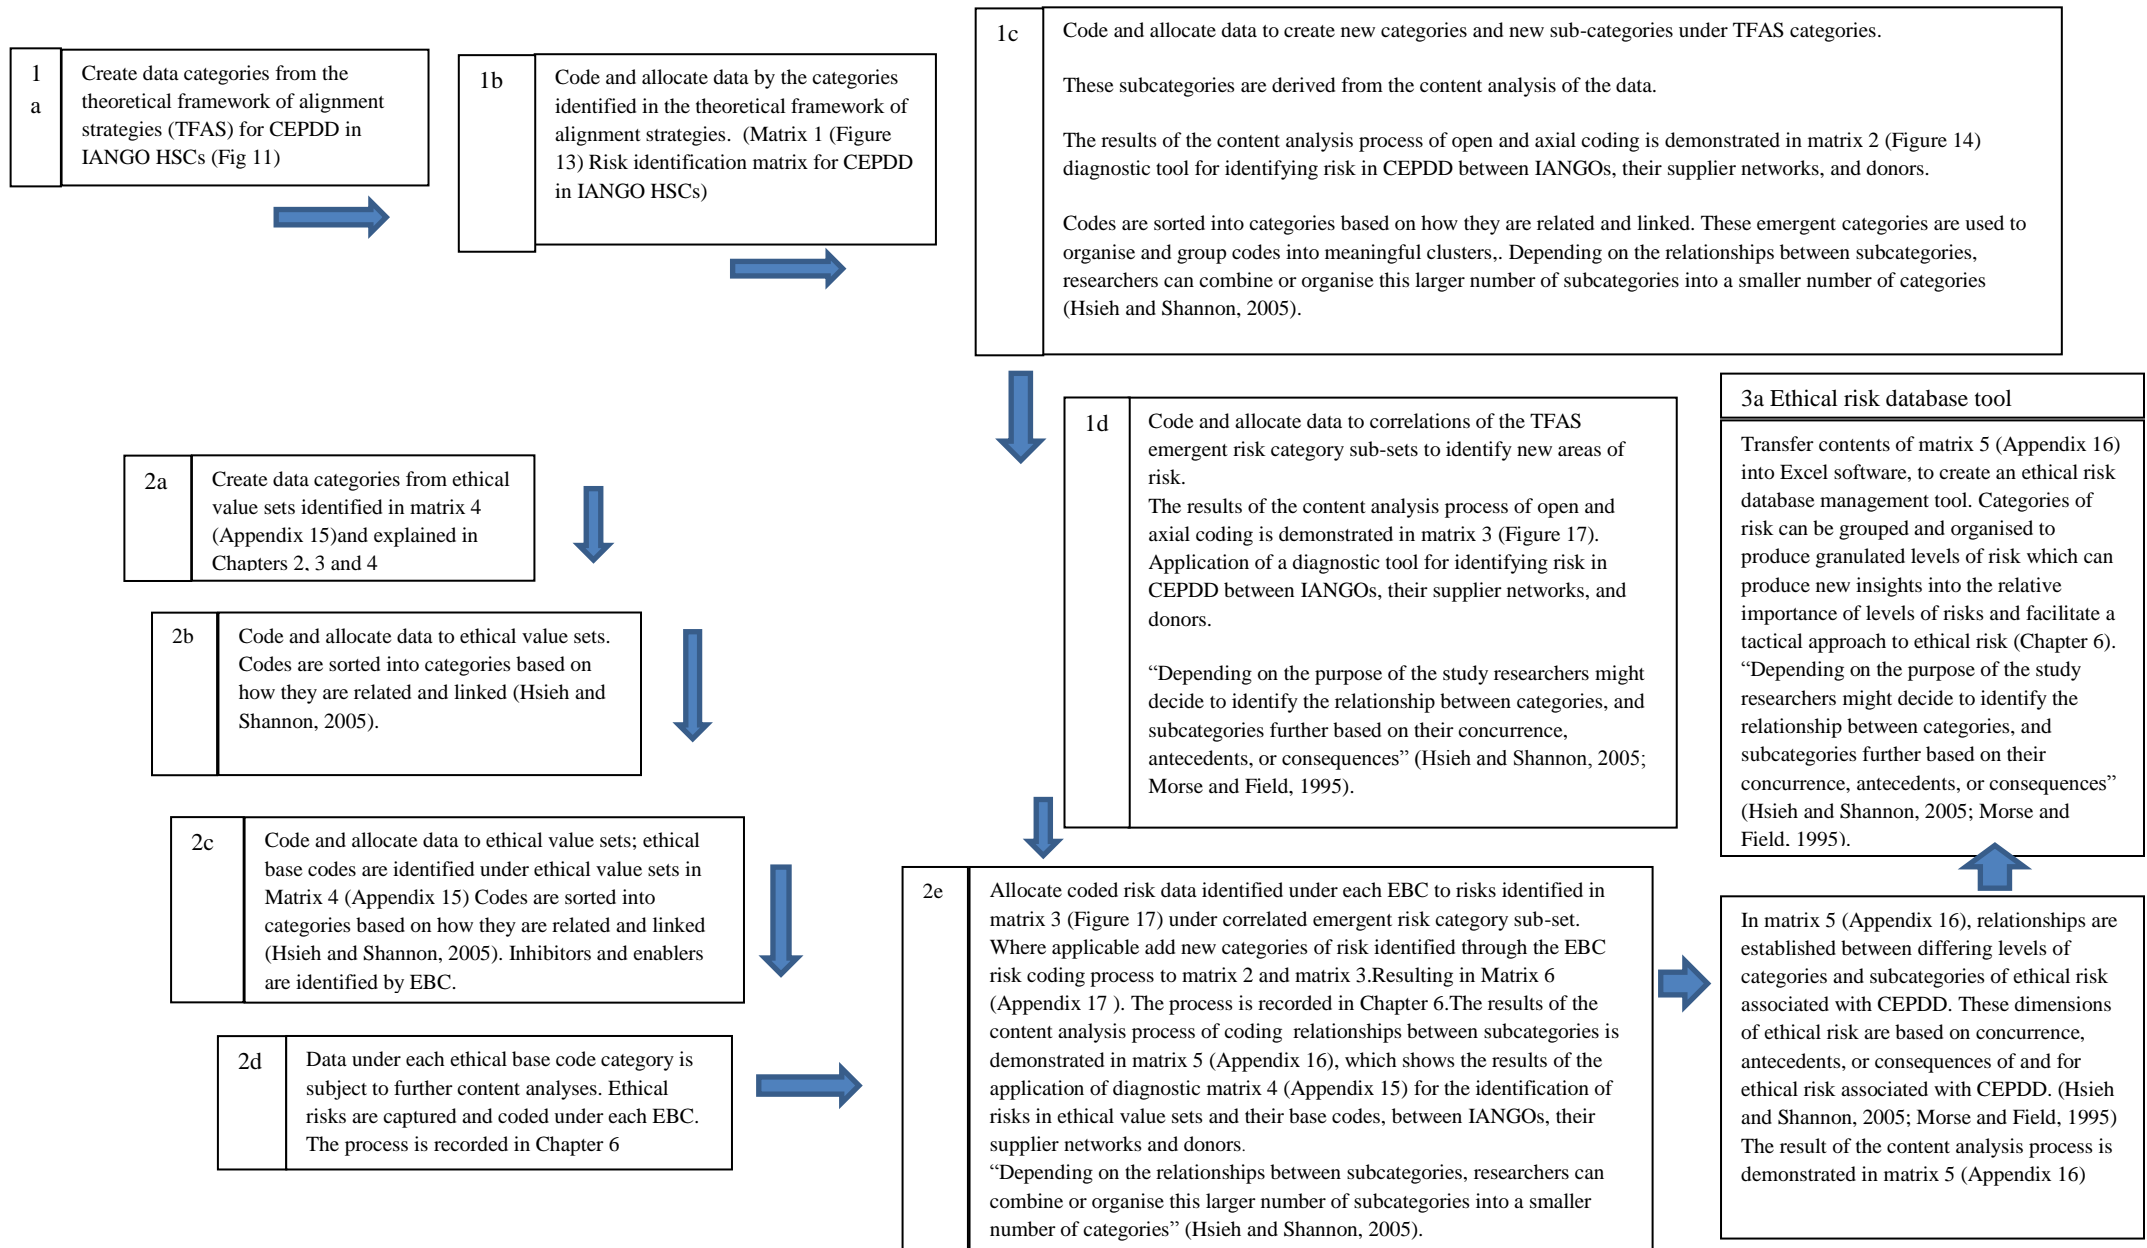 1
a
Create data categories from the
theoretical framework of alignment
strategies (TFAS) for CEPDD in
IANGO HSCs (Fig 11)
1b
Code and allocate data by the categories
identified in the theoretical framework of
alignment strategies.  (Matrix 1 (Figure
13) Risk identification matrix for CEPDD
in IANGO HSCs)
1c
Code and allocate data to create new categories and new sub-categories under TFAS categories.
These subcategories are derived from the content analysis of the data.
The results of the content analysis process of open and axial coding is demonstrated in matrix 2 (Figure 14)
diagnostic tool for identifying risk in CEPDD between IANGOs, their supplier networks, and donors.
Codes are sorted into categories based on how they are related and linked. These emergent categories are used to
organise and group codes into meaningful clusters,. Depending on the relationships between subcategories,
researchers can combine or organise this larger number of subcategories into a smaller number of categories
(Hsieh and Shannon, 2005).
1d
Code and allocate data to correlations of the TFAS
emergent risk category sub-sets to identify new areas of
risk.
The results of the content analysis process of open and
axial coding is demonstrated in matrix 3 (Figure 17).
Application of a diagnostic tool for identifying risk in
CEPDD between IANGOs, their supplier networks, and
donors.
“Depending on the purpose of the study researchers might
decide to identify the relationship between categories, and
subcategories further based on their concurrence,
antecedents, or consequences” (Hsieh and Shannon, 2005;
Morse and Field, 1995).
2a
Create data categories from ethical
value sets identified in matrix 4
(Appendix 15)and explained in
Chapters 2, 3 and 4
2b
Code and allocate data to ethical value sets.
Codes are sorted into categories based on
how they are related and linked (Hsieh and
Shannon, 2005).
2c
Code and allocate data to ethical value sets; ethical
base codes are identified under ethical value sets in
Matrix 4 (Appendix 15) Codes are sorted into
categories based on how they are related and linked
(Hsieh and Shannon, 2005). Inhibitors and enablers
are identified by EBC.
2d
Data under each ethical base code category is
subject to further content analyses. Ethical
risks are captured and coded under each EBC.
The process is recorded in Chapter 6
2e
Allocate coded risk data identified under each EBC to risks identified in
matrix 3 (Figure 17) under correlated emergent risk category sub-set.
Where applicable add new categories of risk identified through the EBC
risk coding process to matrix 2 and matrix 3.Resulting in Matrix 6
(Appendix 17 ). The process is recorded in Chapter 6.The results of the
content analysis process of coding  relationships between subcategories is
demonstrated in matrix 5 (Appendix 16), which shows the results of the
application of diagnostic matrix 4 (Appendix 15) for the identification of
risks in ethical value sets and their base codes, between IANGOs, their
supplier networks and donors.
“Depending on the relationships between subcategories, researchers can
combine or organise this larger number of subcategories into a smaller
number of categories” (Hsieh and Shannon, 2005).
In matrix 5 (Appendix 16), relationships are
established between differing levels of
categories and subcategories of ethical risk
associated with CEPDD. These dimensions
of ethical risk are based on concurrence,
antecedents, or consequences of and for
ethical risk associated with CEPDD. (Hsieh
and Shannon, 2005; Morse and Field, 1995)
The result of the content analysis process is
demonstrated in matrix 5 (Appendix 16)
3a Ethical risk database tool
Transfer contents of matrix 5 (Appendix 16)
into Excel software, to create an ethical risk
database management tool. Categories of
risk can be grouped and organised to
produce granulated levels of risk which can
produce new insights into the relative
importance of levels of risks and facilitate a
tactical approach to ethical risk (Chapter 6).
“Depending on the purpose of the study
researchers might decide to identify the
relationship between categories, and
subcategories further based on their
concurrence, antecedents, or consequences”
(Hsieh and Shannon, 2005; Morse and
Field, 1995).